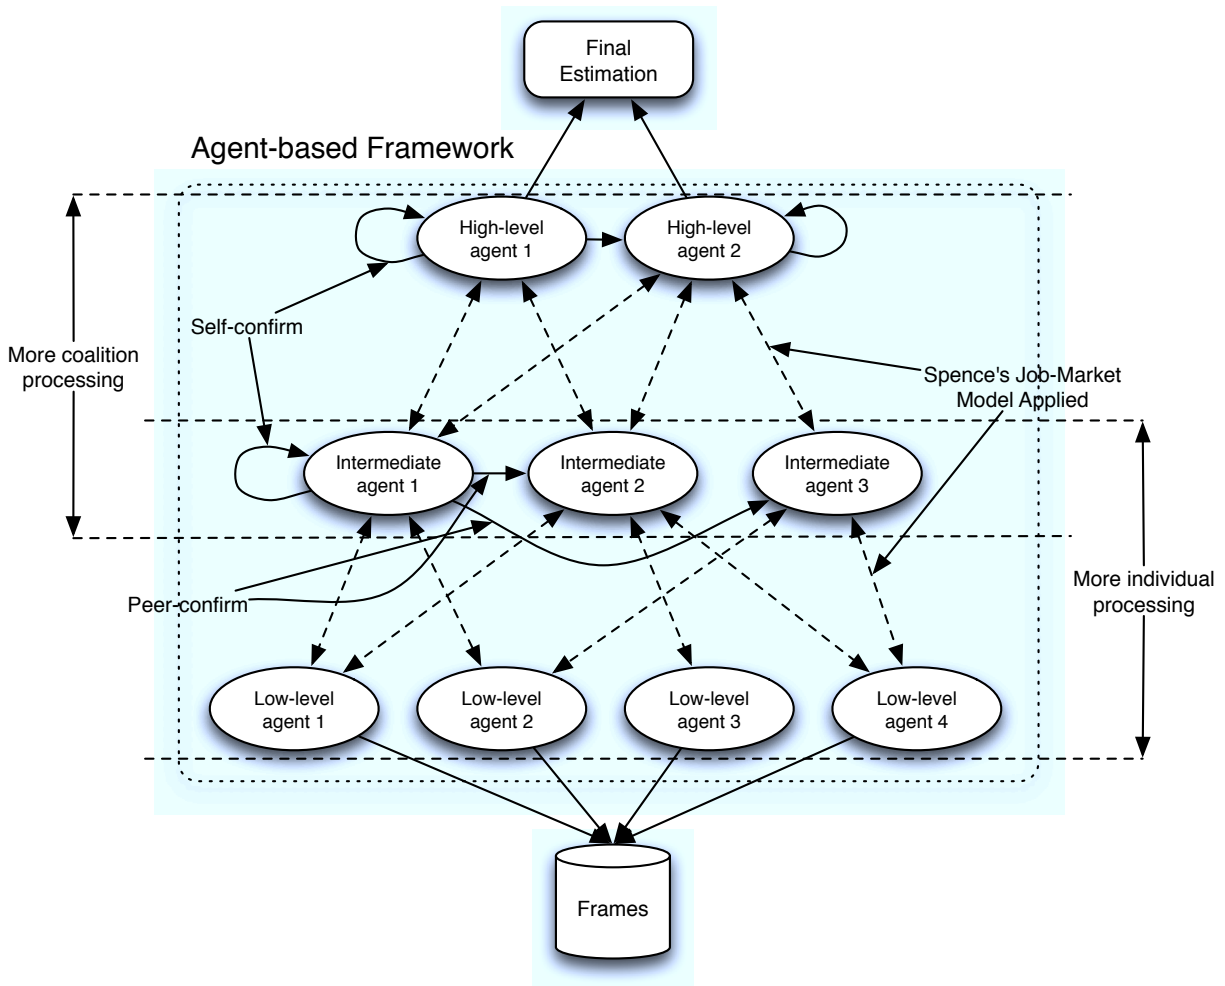 Final
Estimation
Agent-based Framework
High-level
agent 1
High-level
agent 2
Self-confirm
More coalition
processing
Spence's Job-Market
Model Applied
Intermediate
agent 1
Intermediate
agent 2
Intermediate
agent 3
Peer-confirm
More individual
processing
Low-level
agent 1
Low-level
agent 2
Low-level
agent 3
Low-level
agent 4
Frames